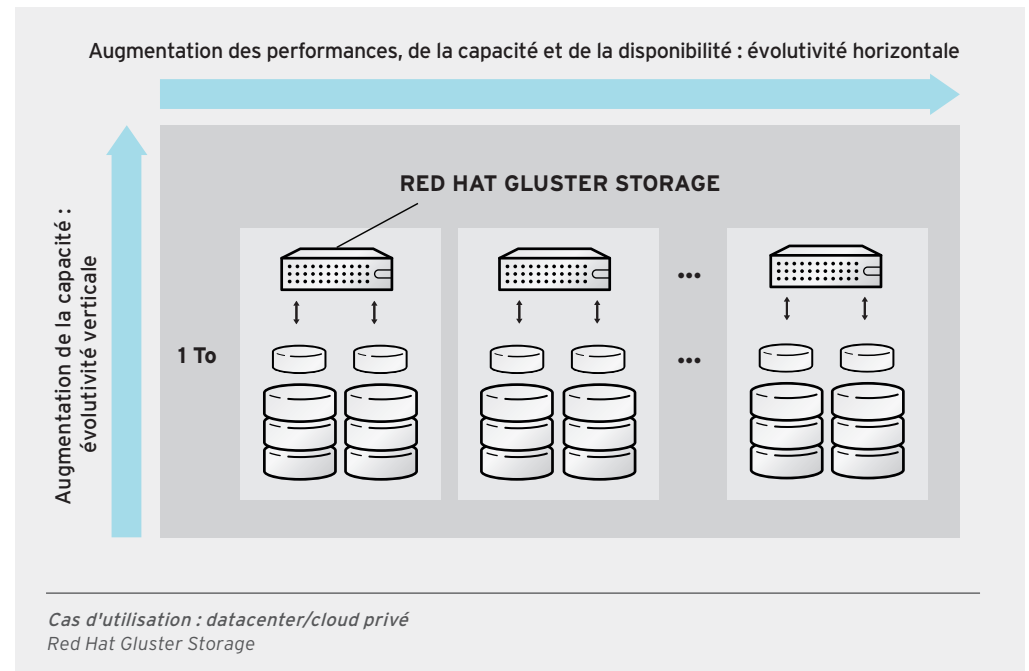 Augmentation des performances, de la capacité et de la disponibilité : évolutivité horizontale
Augmentation de la capacité :
évolutivité verticale
RED HAT GLUSTER STORAGE
...
1 To
...
Cas d'utilisation : datacenter/cloud privé
Red Hat Gluster Storage